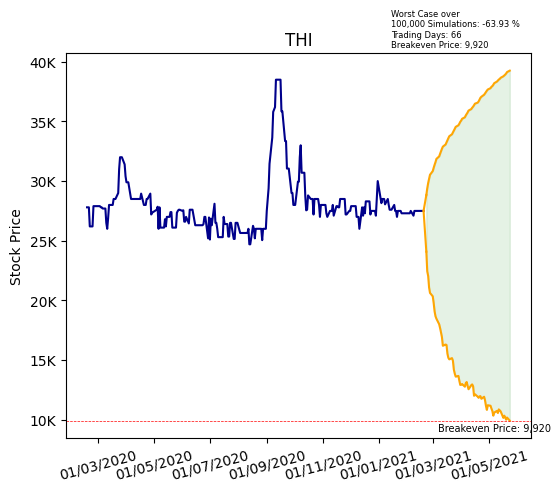 Worst Case over
100,000 Simulations: -63.93 %
Trading Days: 66
Breakeven Price: 9,920
THI
Stock Price
40K
35K
30K
25K
20K
15K
10K
Breakeven Price: 9,920
01/03/2020 01/05/2020 01/07/2020 01/09/2020 01/11/2020 01/01/2021 01/03/2021 01/05/2021